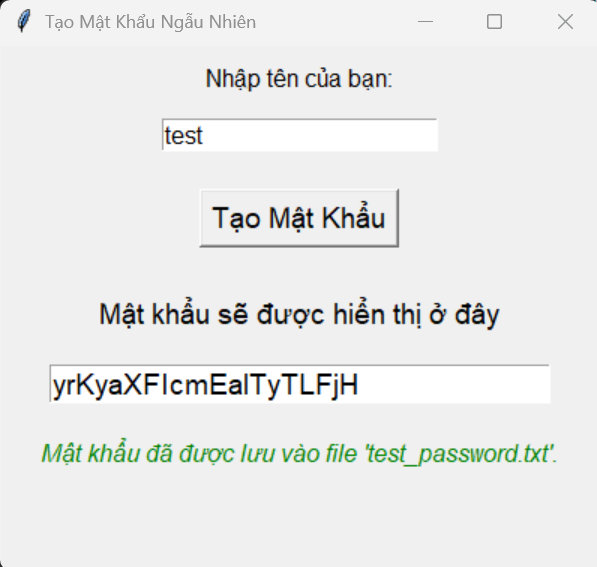 Tạo Mật Khẩu Ngẫu Nhiên
Nhập tên của bạn:
test
Tạo Mật Khẩu
Mật khẩu sẽ được hiển thị ở đây
yrKyaXFIcmEalTyTLFjH
Mật khẩu đã được lưu vào file 'test_password.txt'.